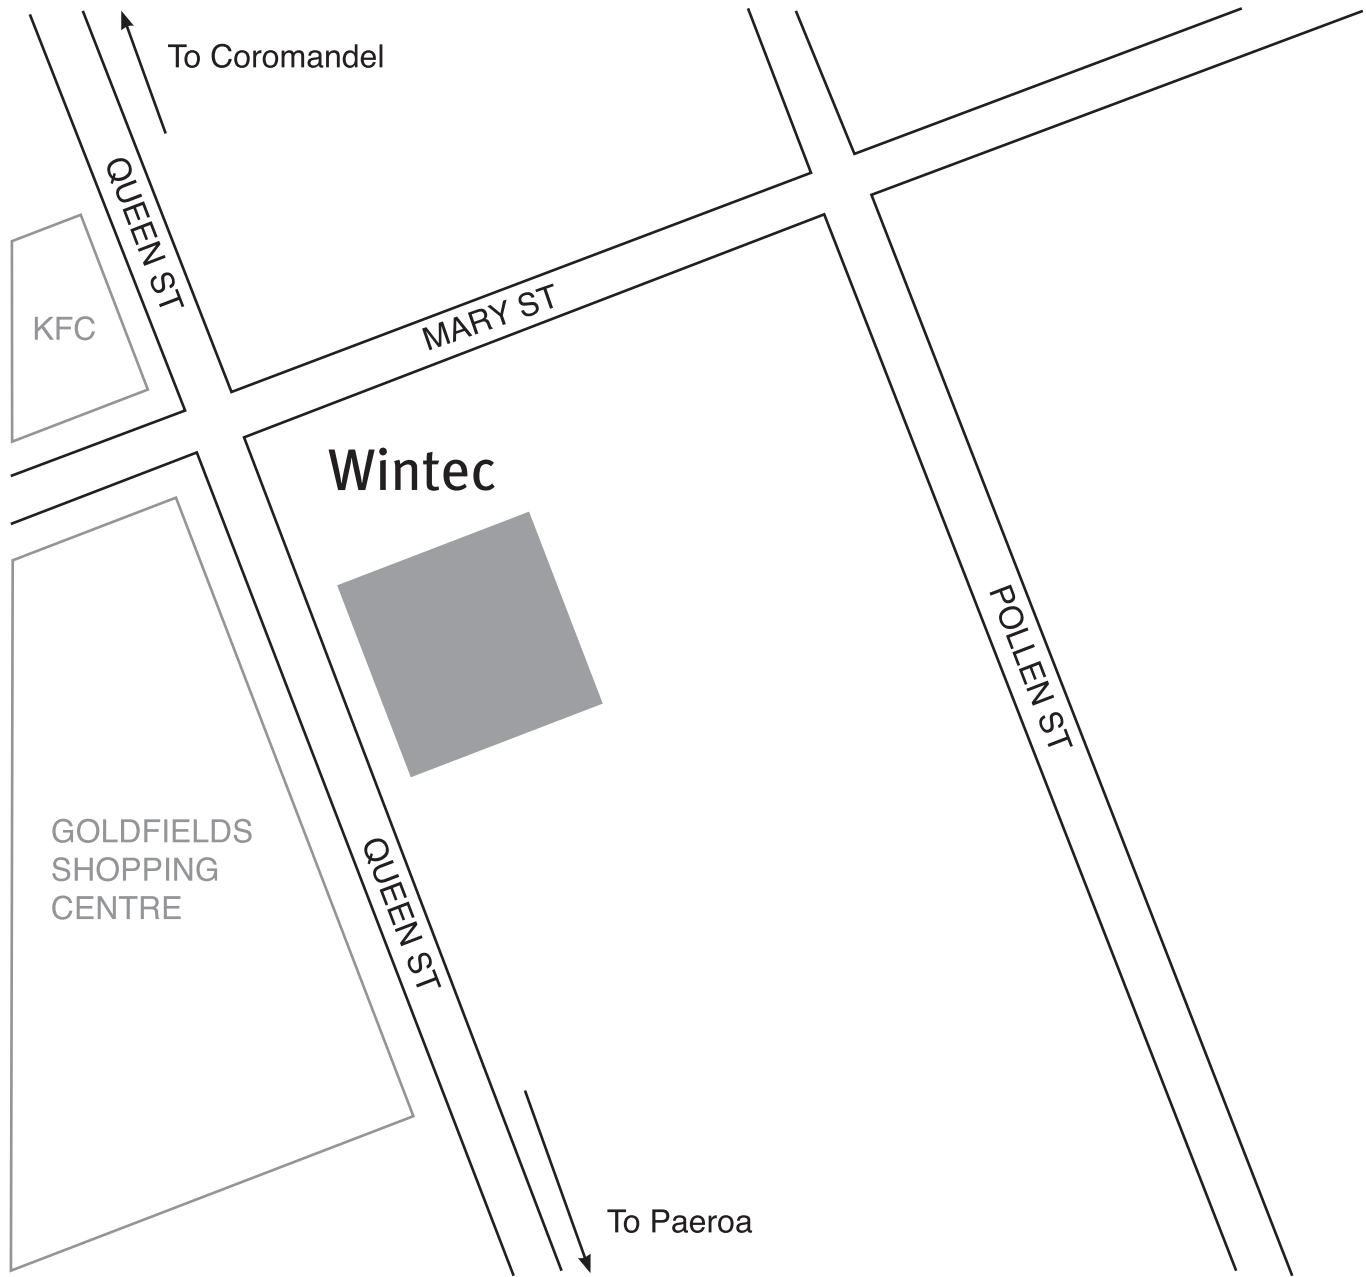 To Coromandel
QUEEN ST
MARY ST
KFC
Wintec
POLLEN ST
GOLDFIELDS
SHOPPING
CENTRE
QUEEN ST
To Paeroa